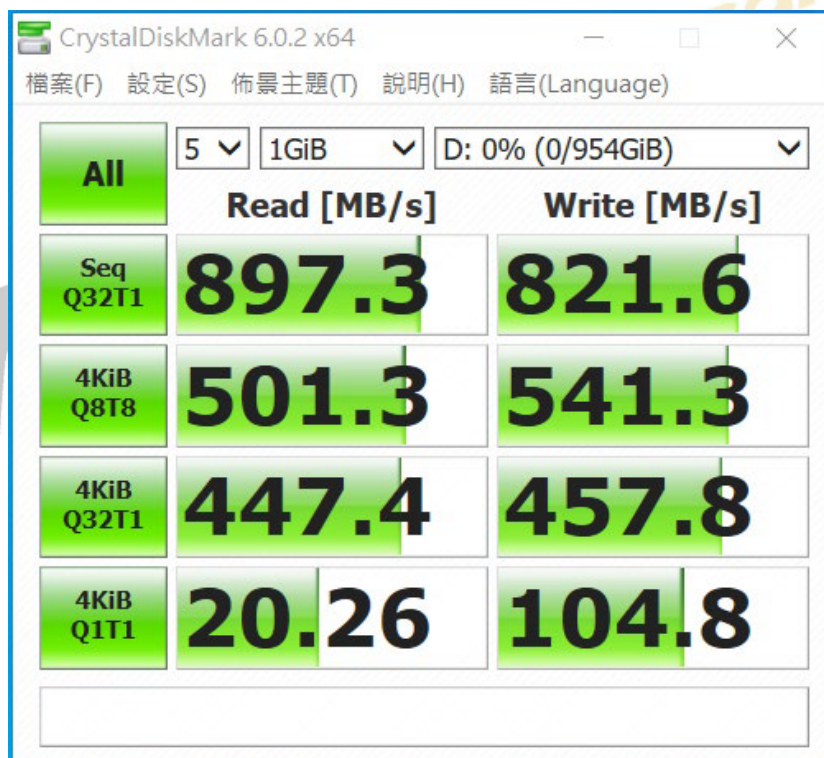 CrystalDiskMark 6.0.2 x64
檔案(F) 設定(S) 佈景主題(T) 說明(H) 語言(Language)
All 5 1GiB D: 0% (0/954GiB)
Read [MB/s] Write [MB/s]
Seq Q32T1 897.3 821.6
4KiB Q8T8 501.3 541.3
4KiB Q32T1 447.4 457.8
4KiB Q1T1 20.26 104.8